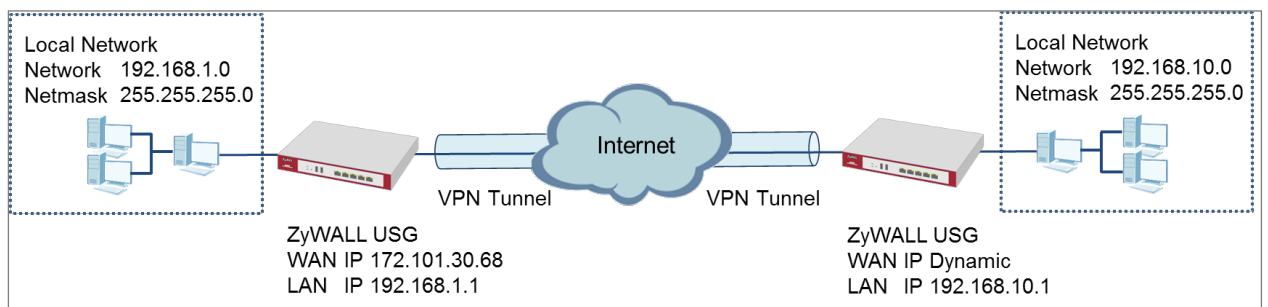 Local Network
Network 192.168.1.0
Netmask 255.255.255.0
Internet
VPN Tunnel
VPN Tunnel
ZyWALL USG
WAN IP 172.101.30.68
LAN IP 192.168.1.1
Local Network
Network 192.168.10.0
Netmask 255.255.255.0
ZyWALL USG
WAN IP Dynamic
LAN IP 192.168.10.1